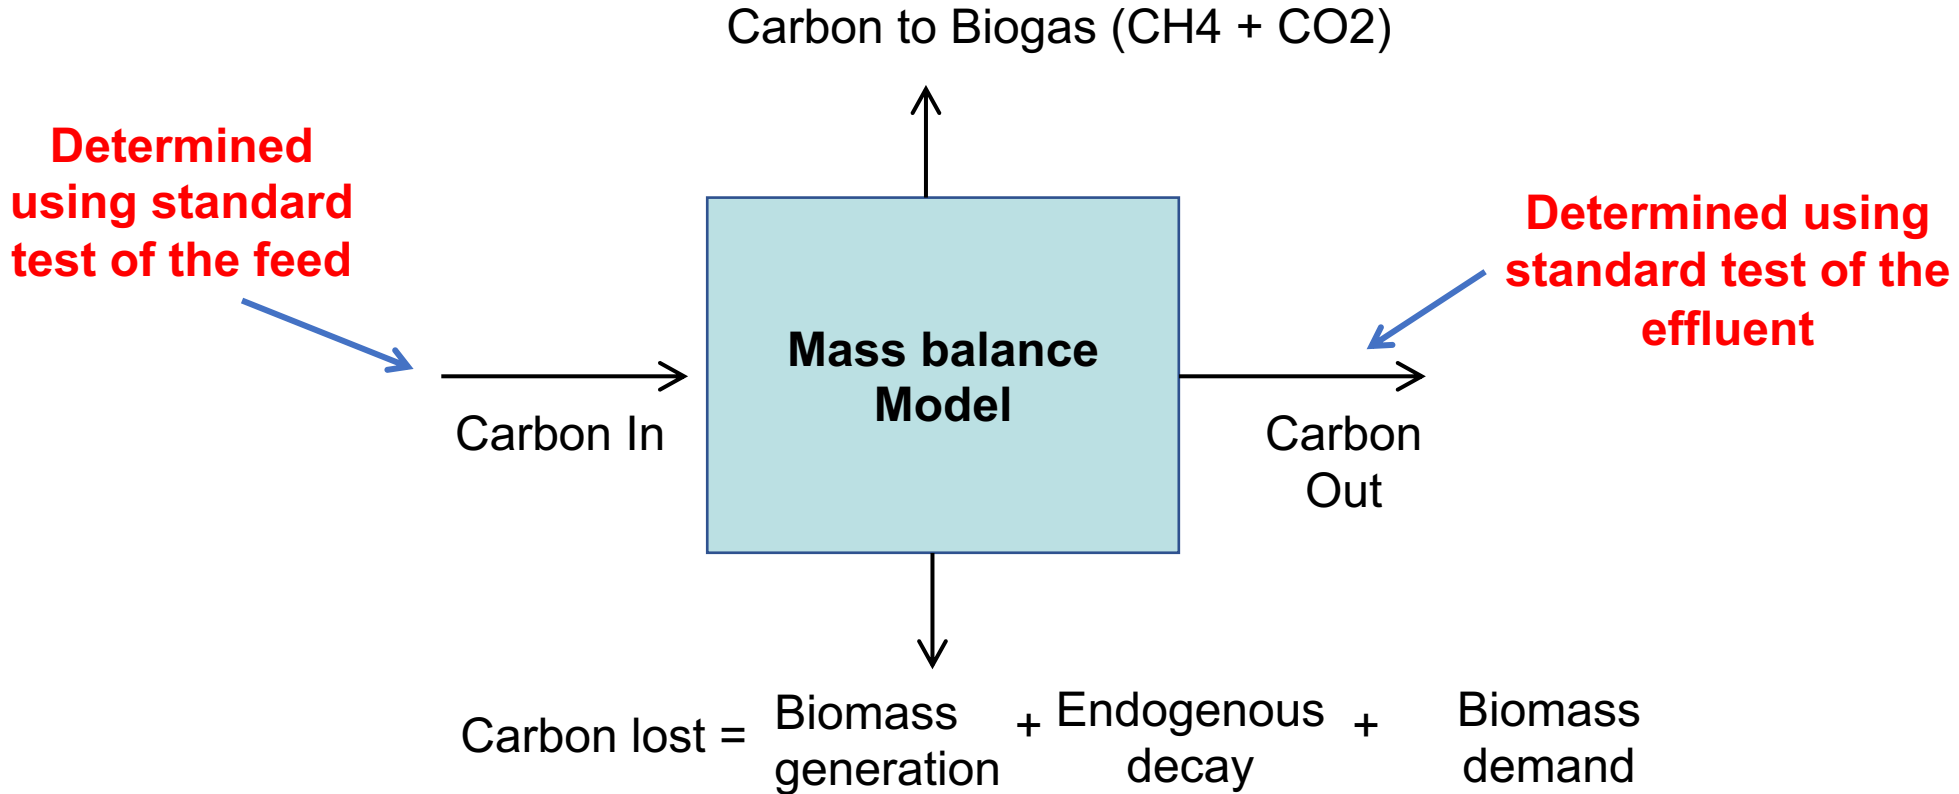 Carbon to Biogas (CH4 + CO2)
Determined
using standard
test of the feed
Determined using
standard test of the
effluent
Mass balance
Model
Carbon In
Carbon
Out
Carbon lost = Biomass generation + Endogenous decay + Biomass demand